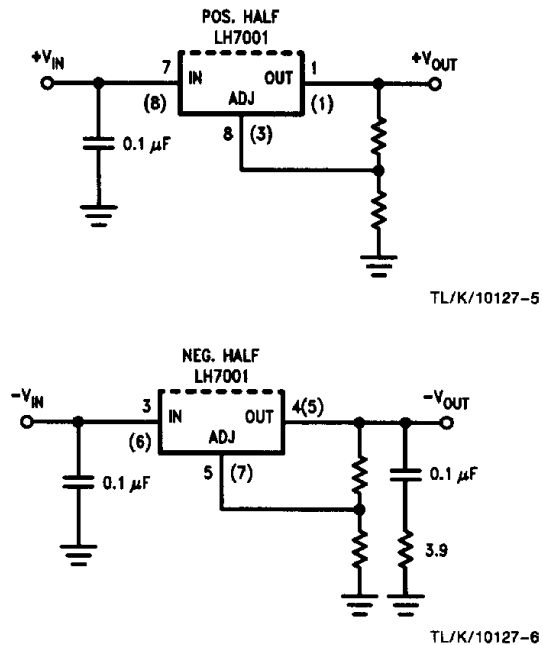 POS. HALF
LH7001
+VIN
7
IN
OUT
1
+VOUT
(8)
ADJ
(1)
8
(3)
0.1 μF
TL/K/10127-5
NEG. HALF
LH7001
-VIN
3
IN
OUT
4(5)
-VOUT
(6)
ADJ
5
(7)
0.1 μF
0.1 μF
3.9
TL/K/10127-6